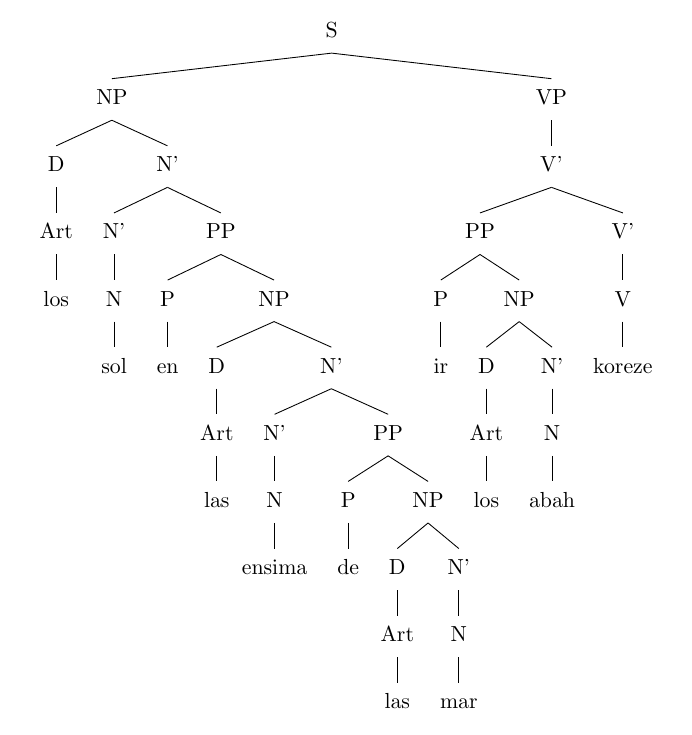 S
NP VP
D N' V'
Art N' PP PP V'
los N P NP P NP V
sol en D N' ir D N' koreze
Art N' PP Art N
las N P NP los abah
ensima de D N'
Art N
las mar